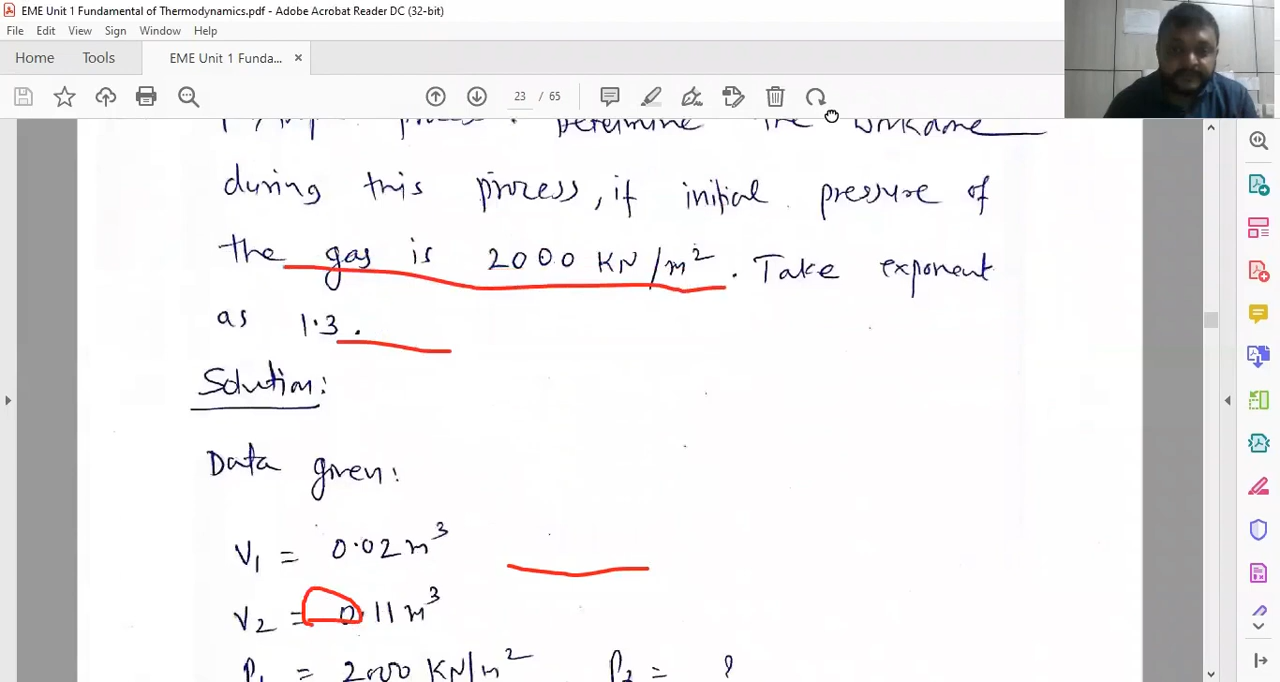 EME Unit 1 Fundamental of Thermodynamics.pdf - Adobe Acrobat Reader DC (32-bit)
File Edit View Sign Window Help
Home Tools EME Unit 1 Funda... ×
23 / 65
Determine the workdone
during this process, if initial pressure of
the gas is 2000 KN/m². Take exponent
as 1.3.
Solution:
Data given:
V₁ = 0.02 m³
V₂ = 0.11 m³
P₁ = 2000 KN/m² P₂ = ?